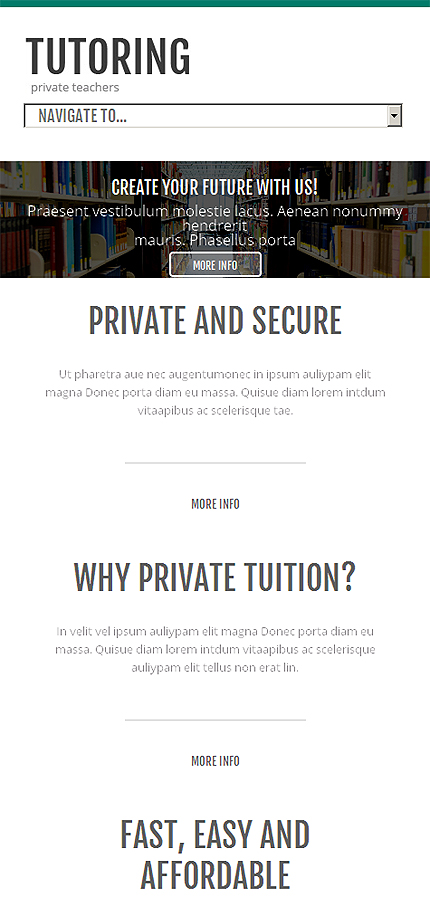 TUTORING
private teachers
NAVIGATE TO...
CREATE YOUR FUTURE WITH US!
Praesent vestibulum molestie lacus. Aenean nonummy
hendrerit
mauris. Phasellus porta
MORE INFO
PRIVATE AND SECURE
Ut pharetra aue nec augentumonec in ipsum auliypam elit
magna Donec porta diam eu massa. Quisue diam lorem intdum
vitaapibus ac scelerisque tae.
MORE INFO
WHY PRIVATE TUITION?
In velit vel ipsum auliypam elit magna Donec porta diam eu
massa. Quisue diam lorem intdum vitaapibus ac scelerisque
auliypam elit tellus non erat lin.
MORE INFO
FAST, EASY AND
AFFORDABLE